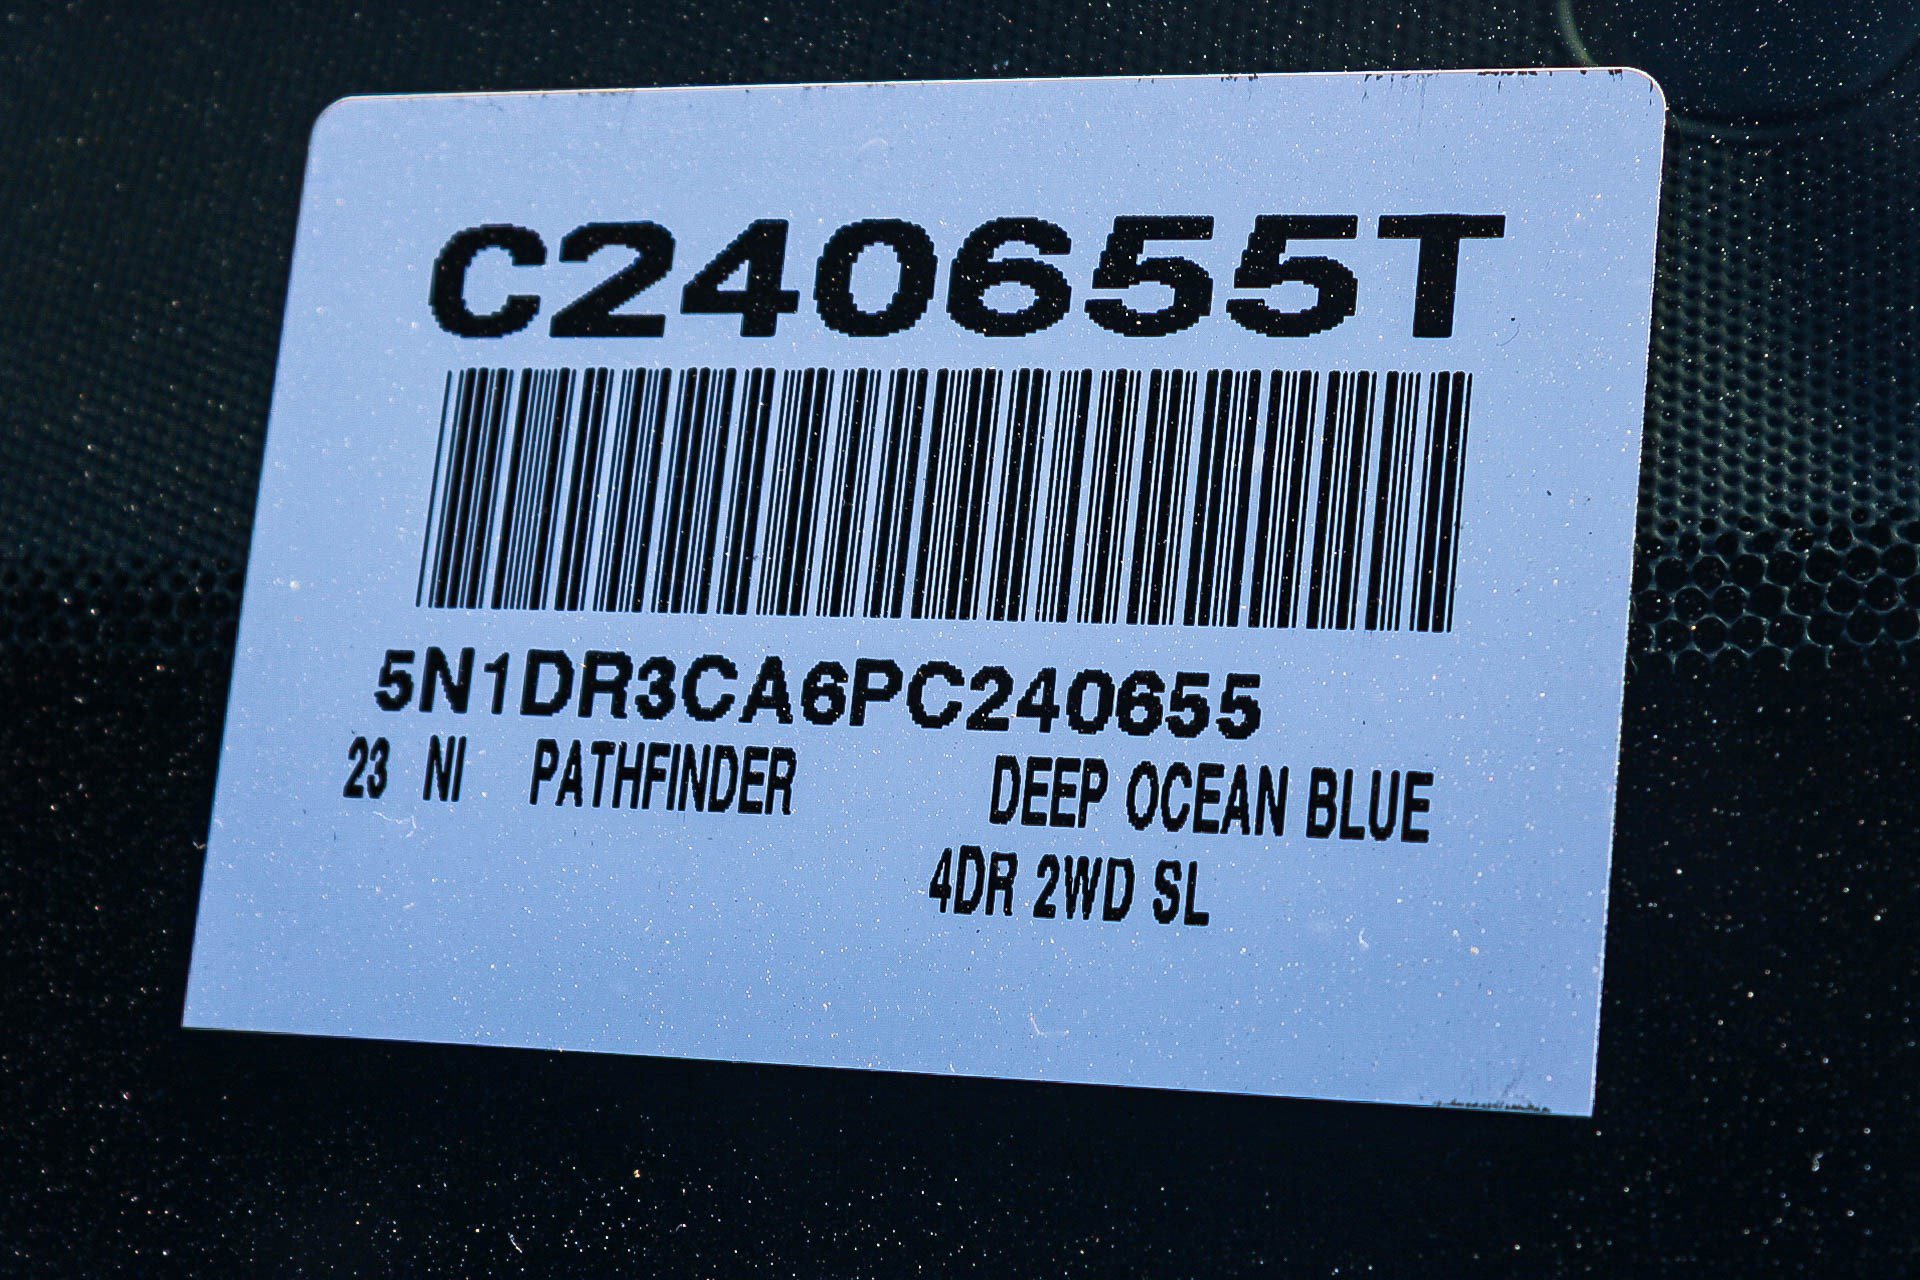 C240655T
5N1DR3CA6PC240655
23 NI PATHFINDER DEEP OCEAN BLUE
4DR 2WD SL